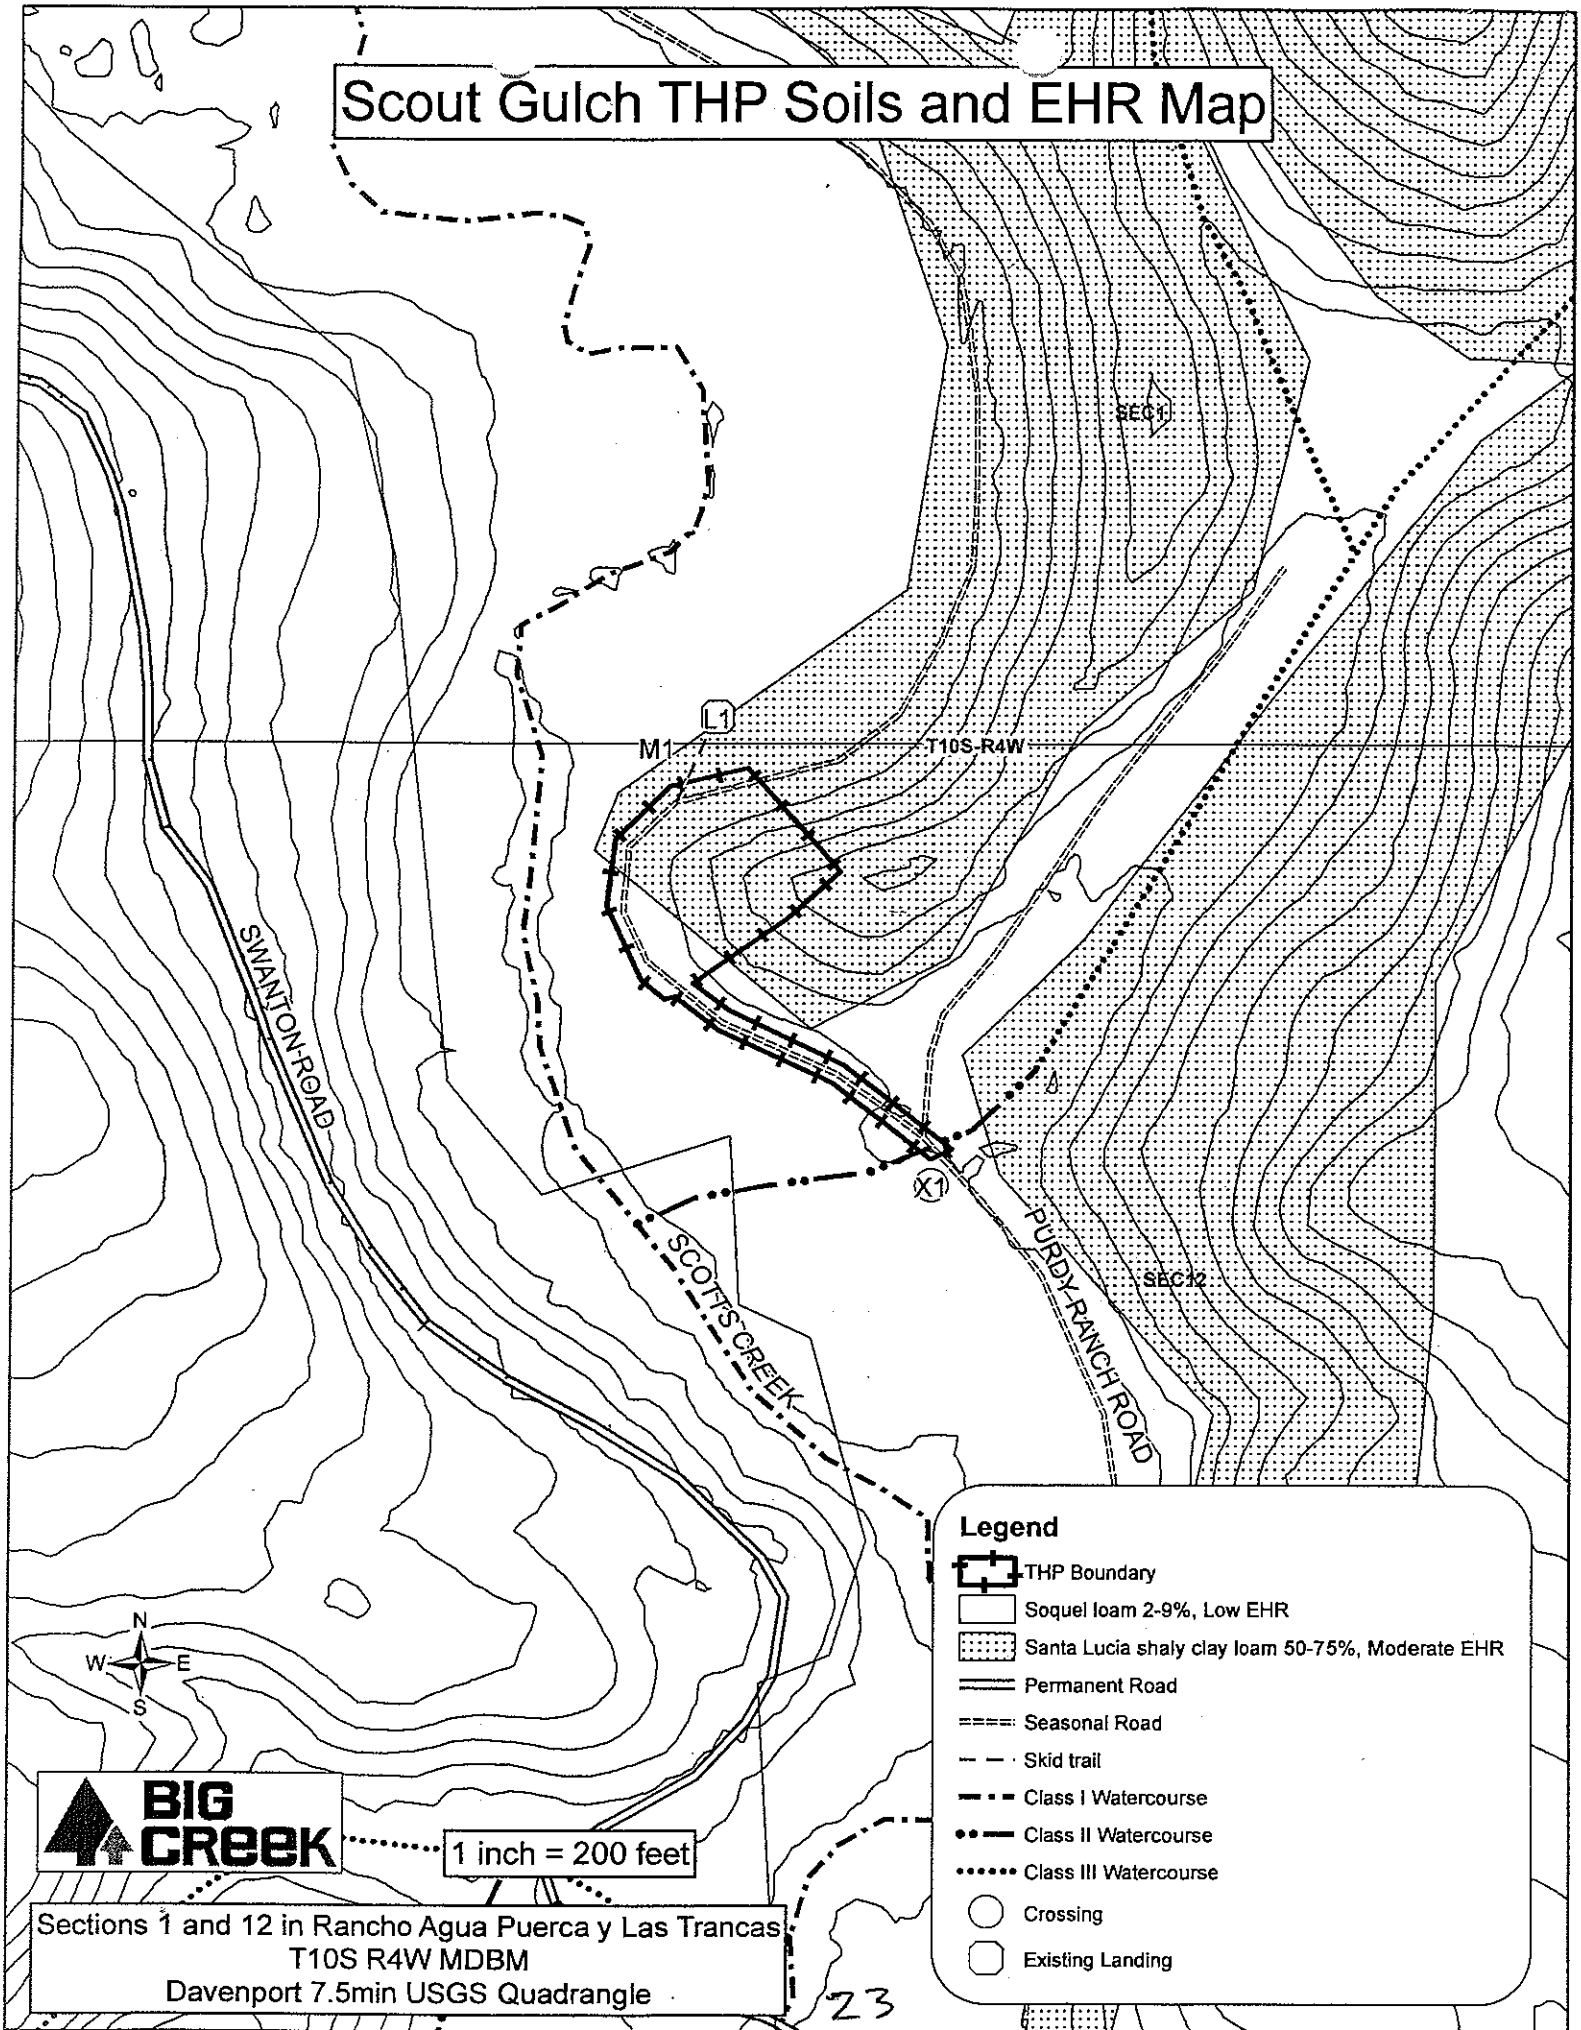 Scout Gulch THP Soils and EHR Map
SEC1
L1
M1
T10S-R4W
SWANTON ROAD
X1
SCOTTS CREEK
PURDY RANCH ROAD
SEC12
Legend
THP Boundary
Soquel loam 2-9%, Low EHR
Santa Lucia shaly clay loam 50-75%, Moderate EHR
Permanent Road
Seasonal Road
Skid trail
Class I Watercourse
Class II Watercourse
Class III Watercourse
Crossing
Existing Landing
N
W E
S
BIG
CREEK
1 inch = 200 feet
Sections 1 and 12 in Rancho Agua Puerca y Las Trancas
T10S R4W MDBM
Davenport 7.5min USGS Quadrangle
23